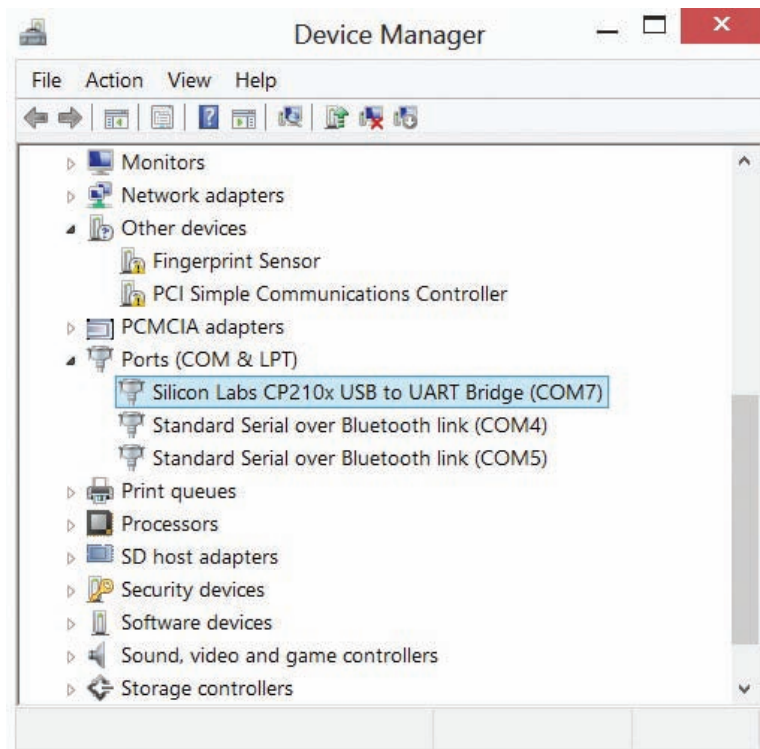 Device Manager
File Action View Help
Monitors
Network adapters
Other devices
Fingerprint Sensor
PCI Simple Communications Controller
PCMCIA adapters
Ports (COM & LPT)
Silicon Labs CP210x USB to UART Bridge (COM7)
Standard Serial over Bluetooth link (COM4)
Standard Serial over Bluetooth link (COM5)
Print queues
Processors
SD host adapters
Security devices
Software devices
Sound, video and game controllers
Storage controllers